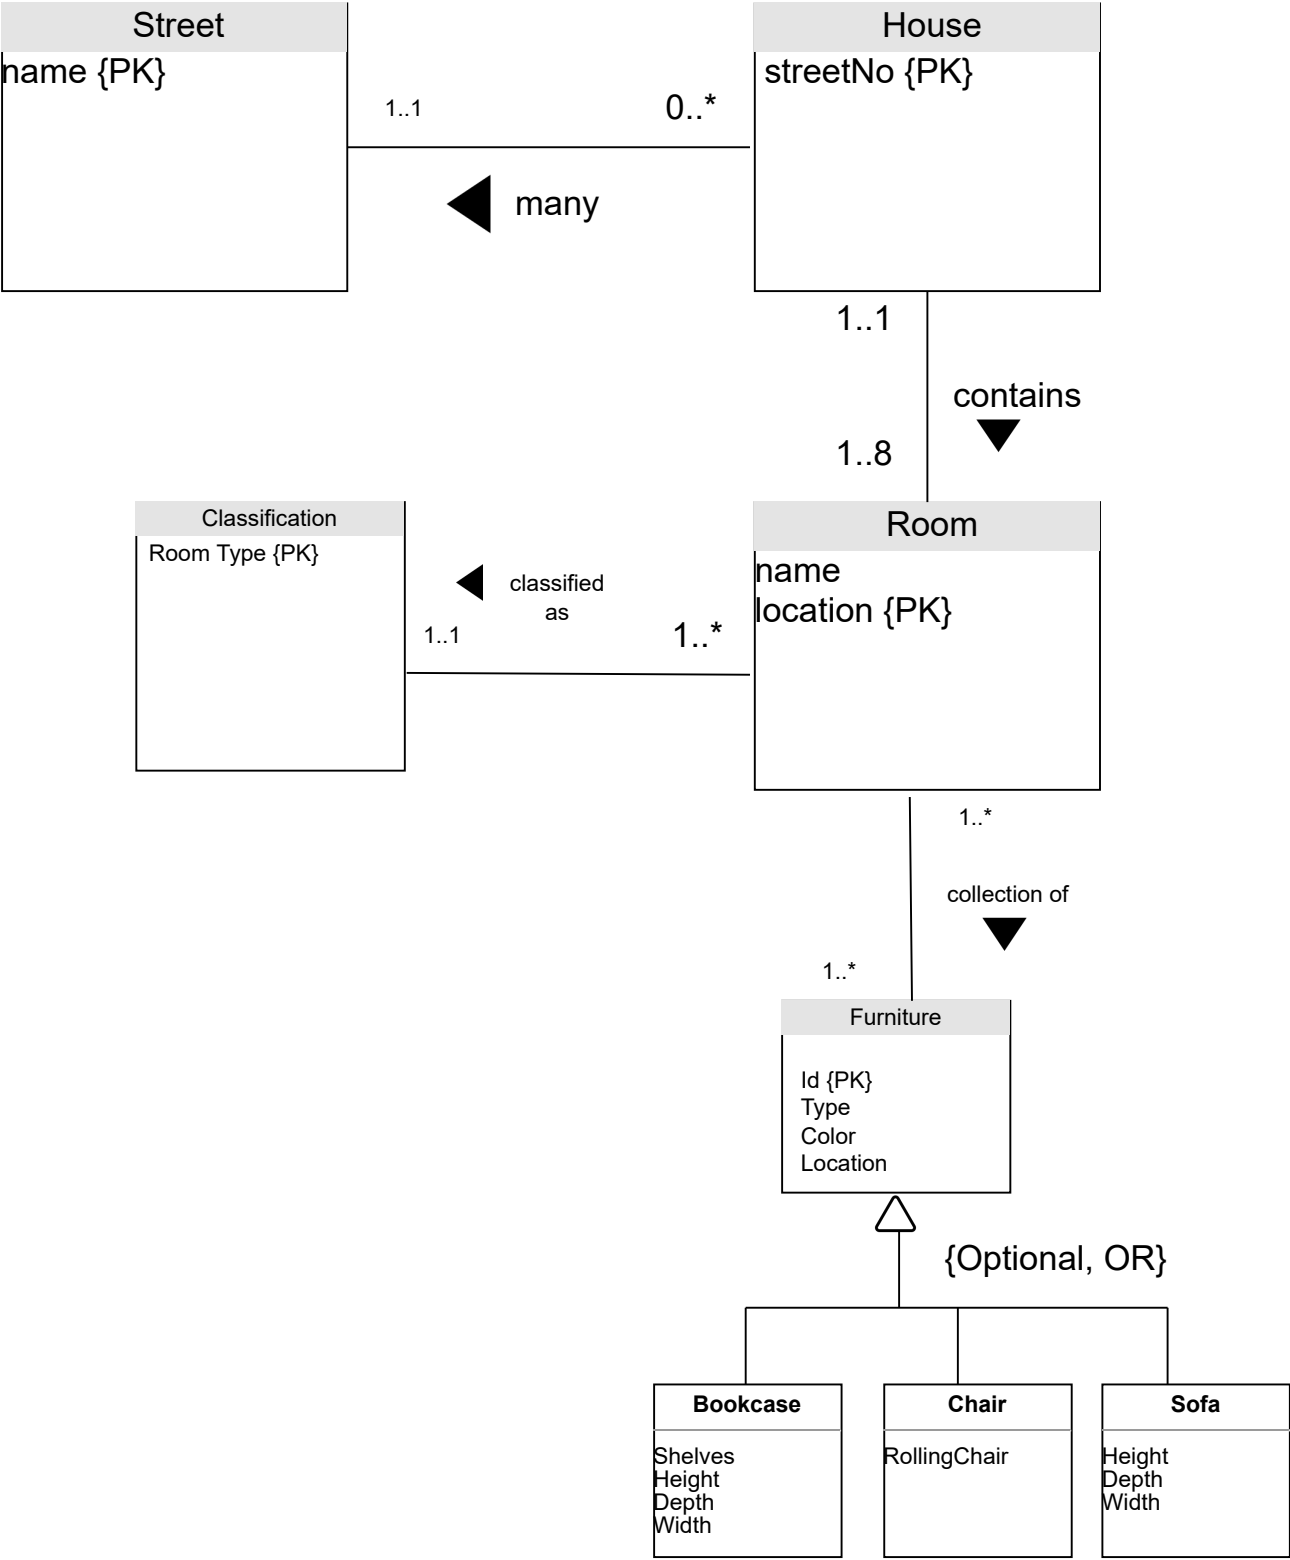 Street
name {PK}
1..1
0..*
many
House
streetNo {PK}
1..1
contains
1..8
Classification
Room Type {PK}
classified
as
1..1
1..*
Room
name
location {PK}
1..*
collection of
1..*
Furniture
Id {PK}
Type
Color
Location
{Optional, OR}
Bookcase
Shelves
Height
Depth
Width
Chair
RollingChair
Sofa
Height
Depth
Width